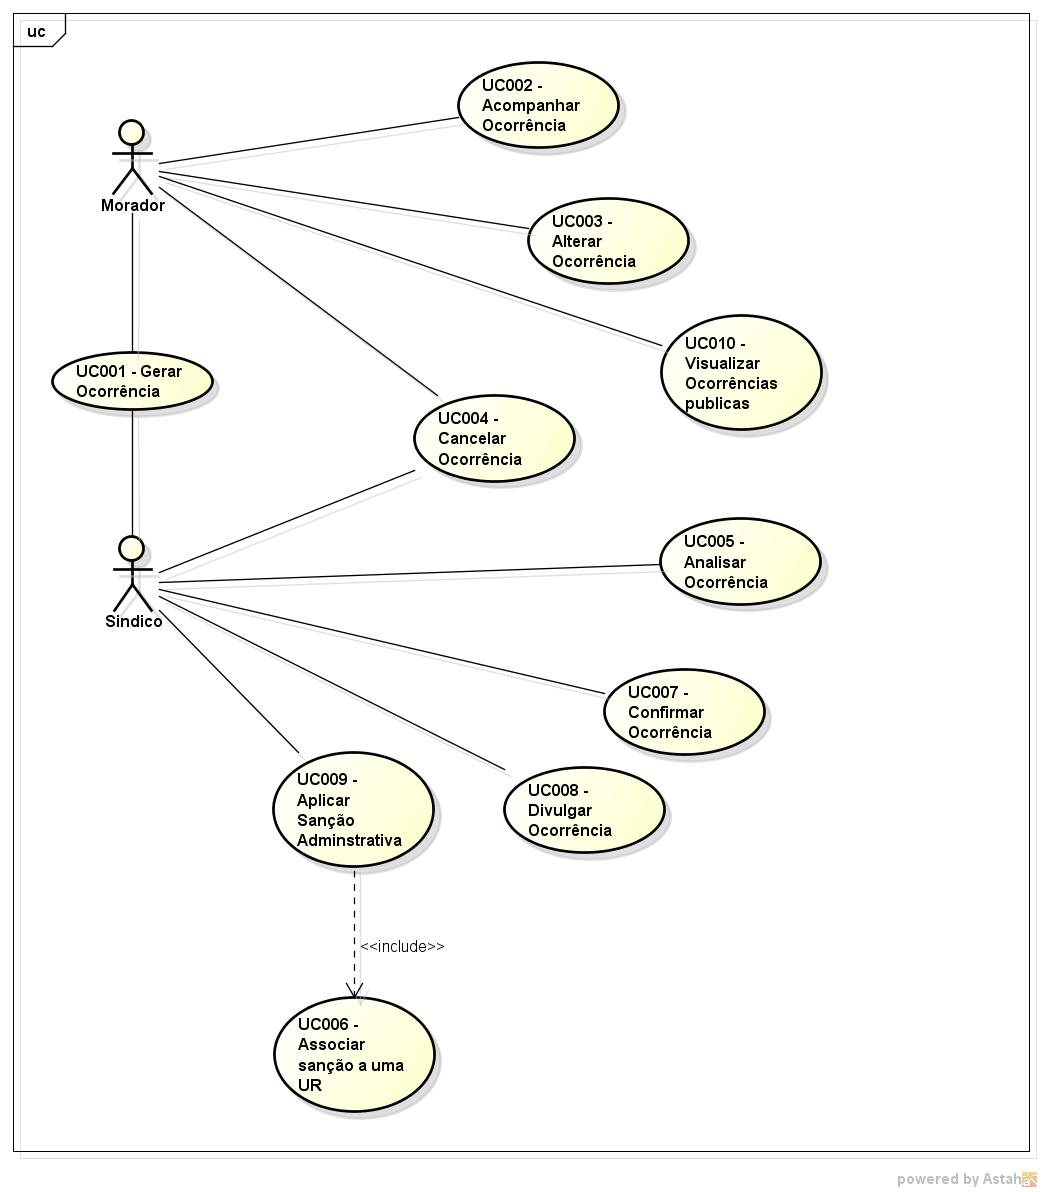 uc
UC002 -
Acompanhar
Ocorrência
Morador
UC003 -
Alterar
Ocorrência
UC010 -
Visualizar
Ocorrências
publicas
UC001 - Gerar
Ocorrência
UC004 -
Cancelar
Ocorrência
UC005 -
Analisar
Ocorrência
Sindico
UC007 -
Confirmar
Ocorrência
UC009 -
Aplicar
Sanção
Adminstrativa
UC008 -
Divulgar
Ocorrência
<<include>>
UC006 -
Associar
sanção a uma
UR
powered by Astah